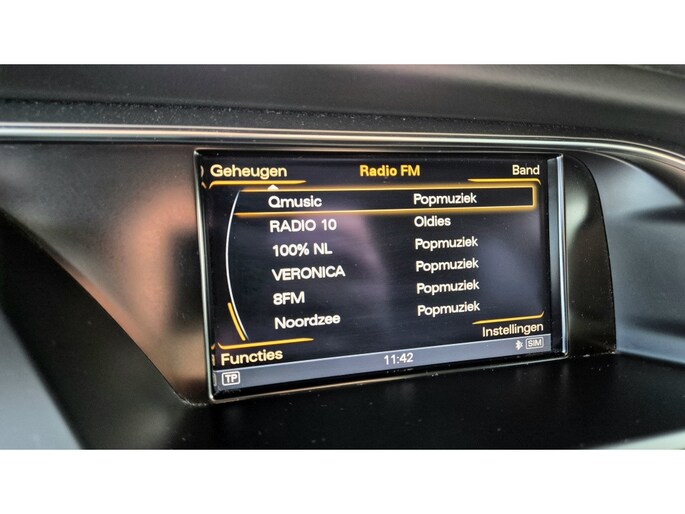 Geheugen Radio FM Band
Qmusic Popmuziek
RADIO 10 Oldies
100% NL Popmuziek
VERONICA Popmuziek
8FM Popmuziek
Noordzee Popmuziek
Instellingen
Functies 11:42 SIM
TP